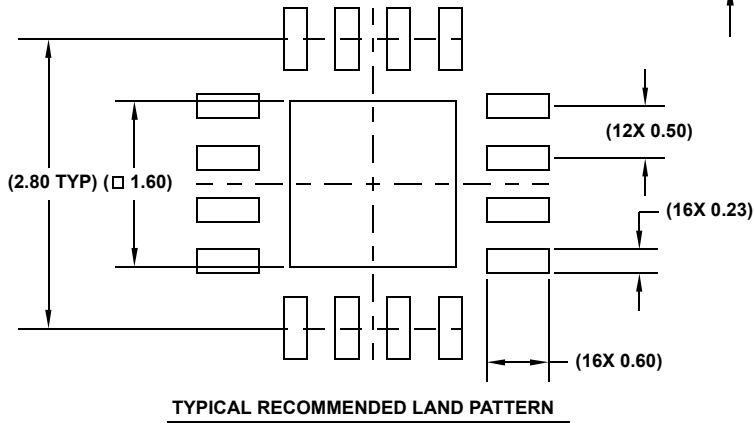 (12X 0.50)
(2.80 TYP) (□ 1.60)
(16X 0.23)
(16X 0.60)
TYPICAL RECOMMENDED LAND PATTERN